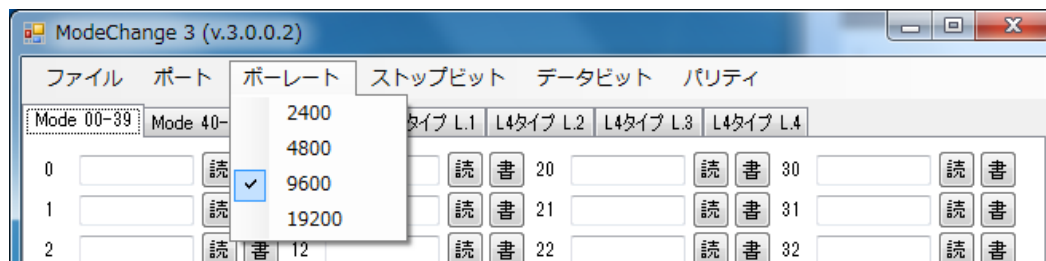 ModeChange 3 (v.3.0.0.2)
ファイル ポート ボーレート ストップビット データビット パリティ
Mode 00-39 Mode 40- タイプ L.1 L4タイプ L.2 L4タイプ L.3 L4タイプ L.4
2400
4800
9600
19200
0 読 読 書 20 読 書 30 読 書
1 読 読 書 21 読 書 31 読 書
2 読 書 12 読 書 22 読 書 32 読 書